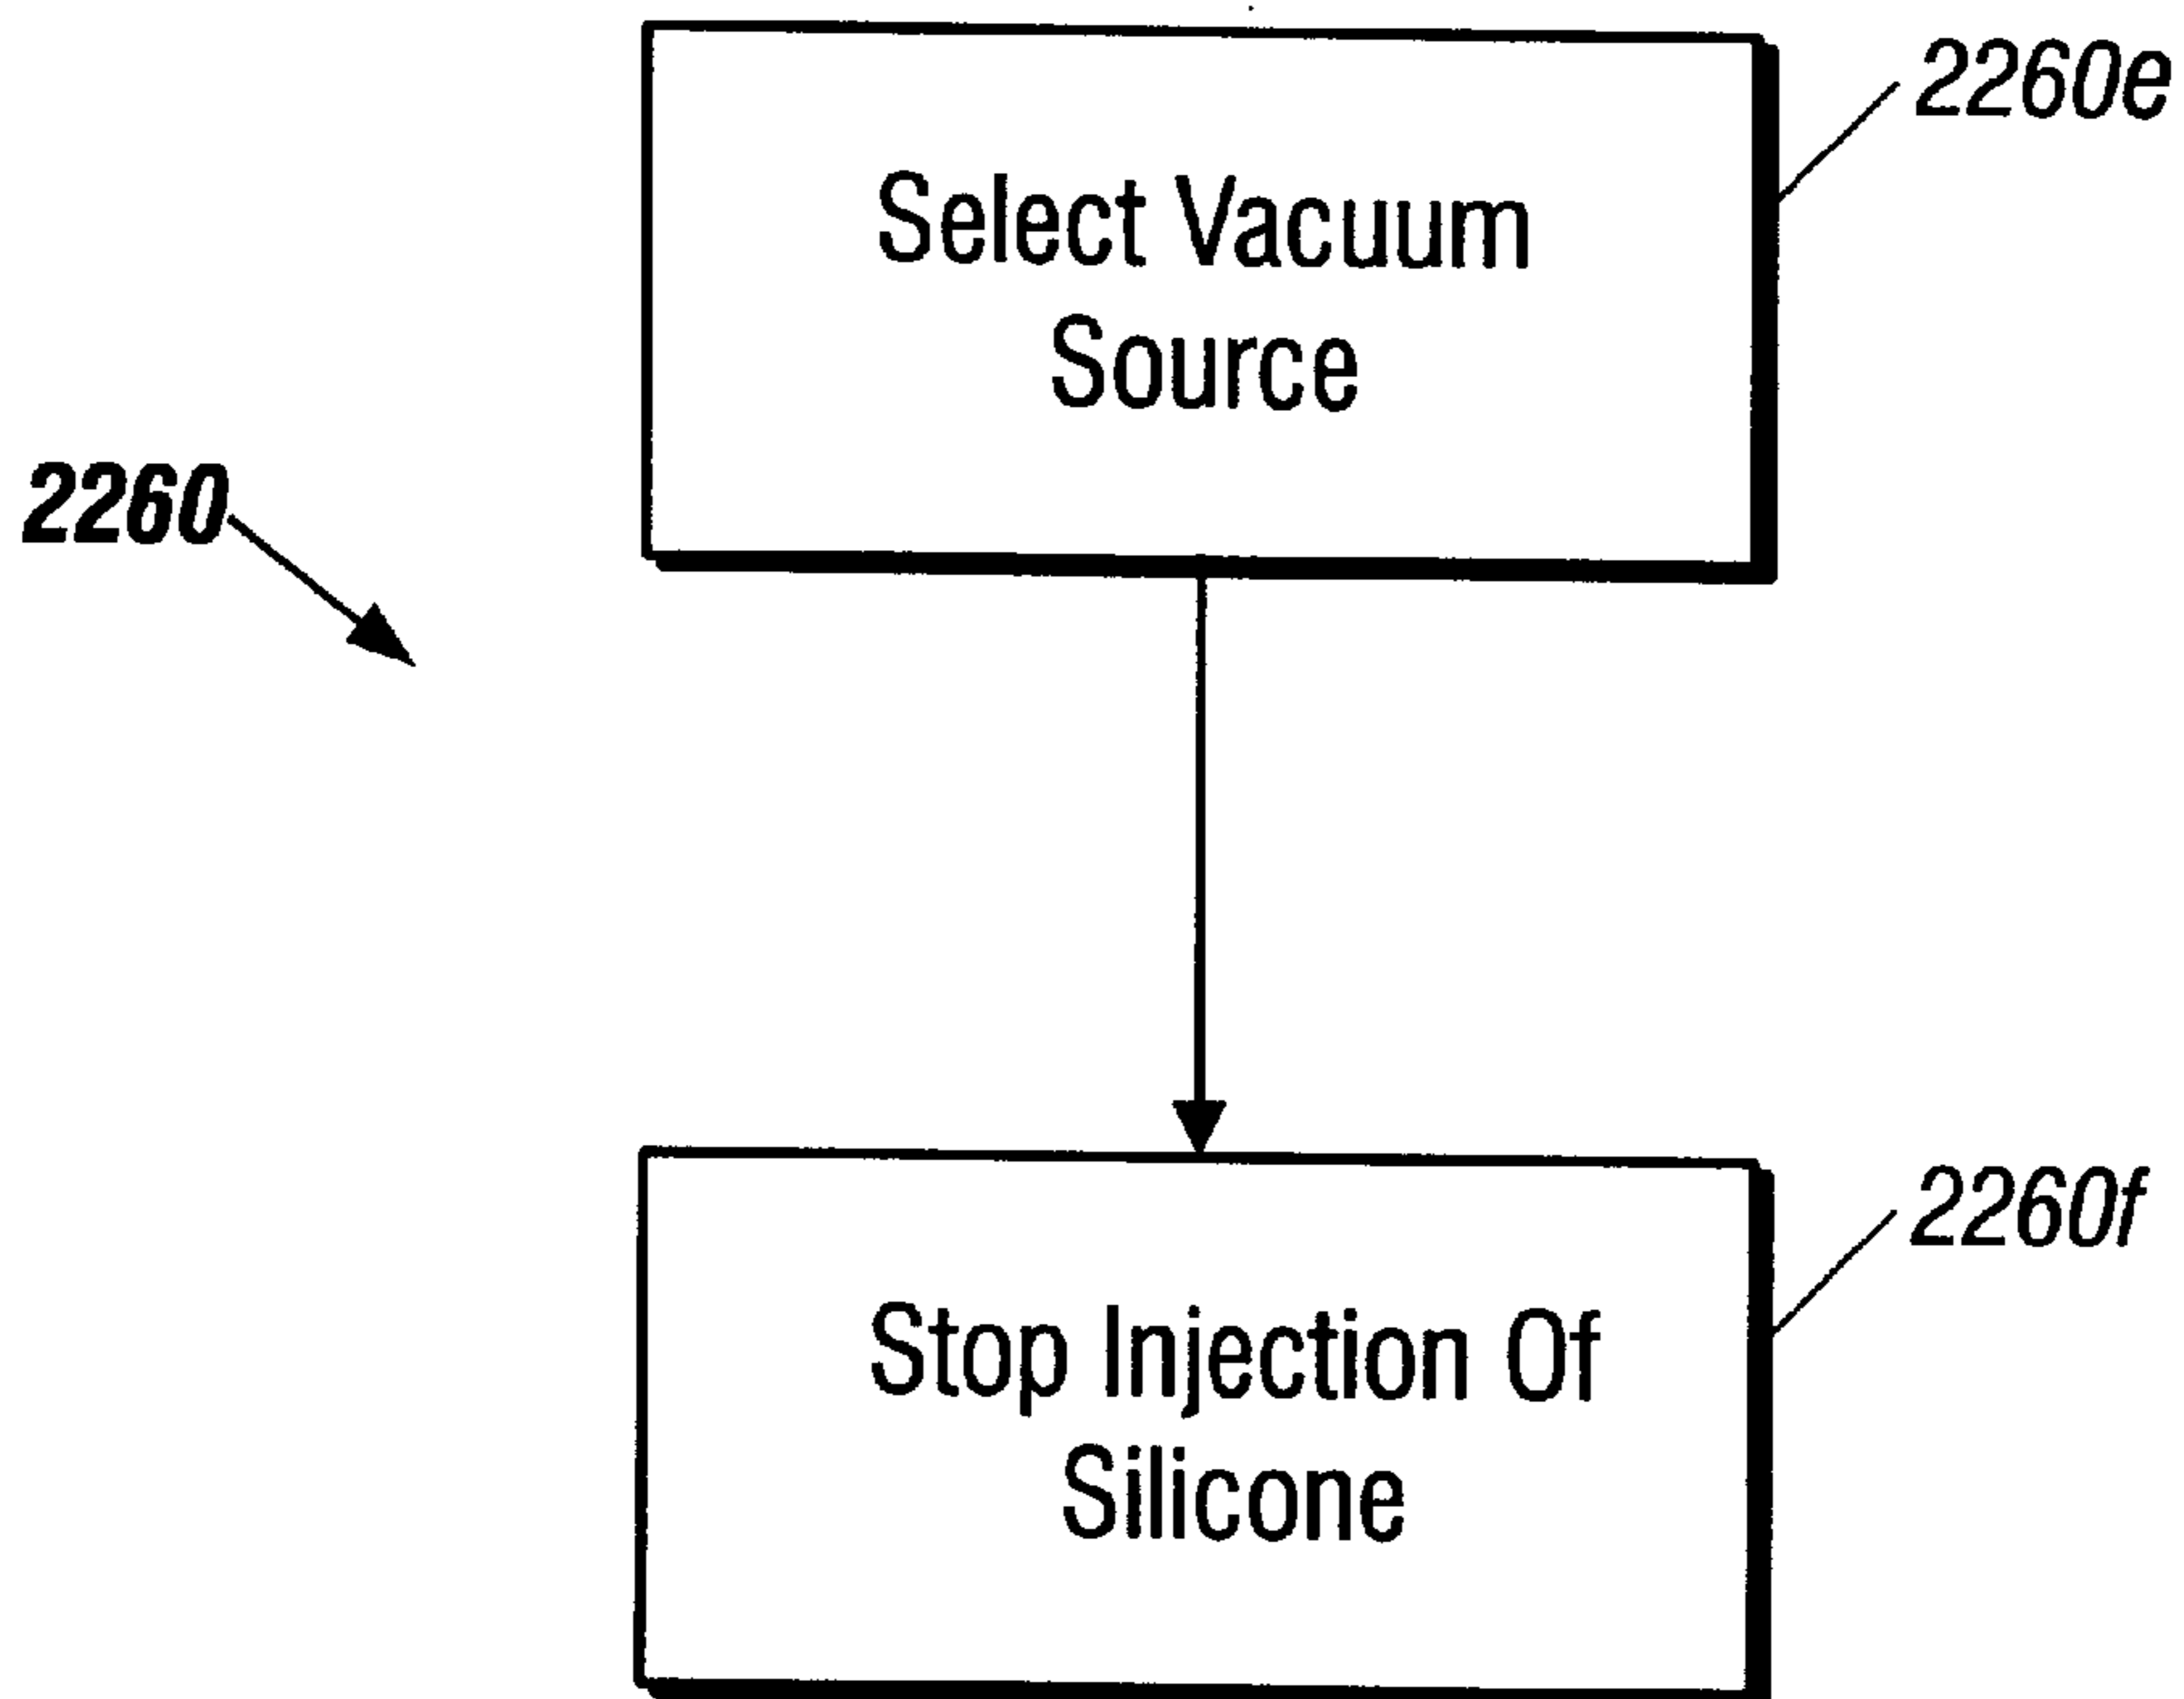 2260e
Select Vacuum
Source
2260
2260f
Stop Injection Of
Silicone